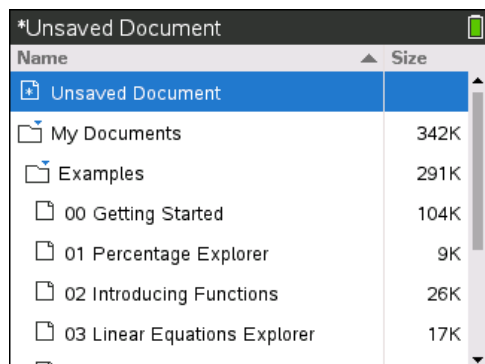 *Unsaved Document
Name Size
Unsaved Document
My Documents 342K
Examples 291K
00 Getting Started 104K
01 Percentage Explorer 9K
02 Introducing Functions 26K
03 Linear Equations Explorer 17K